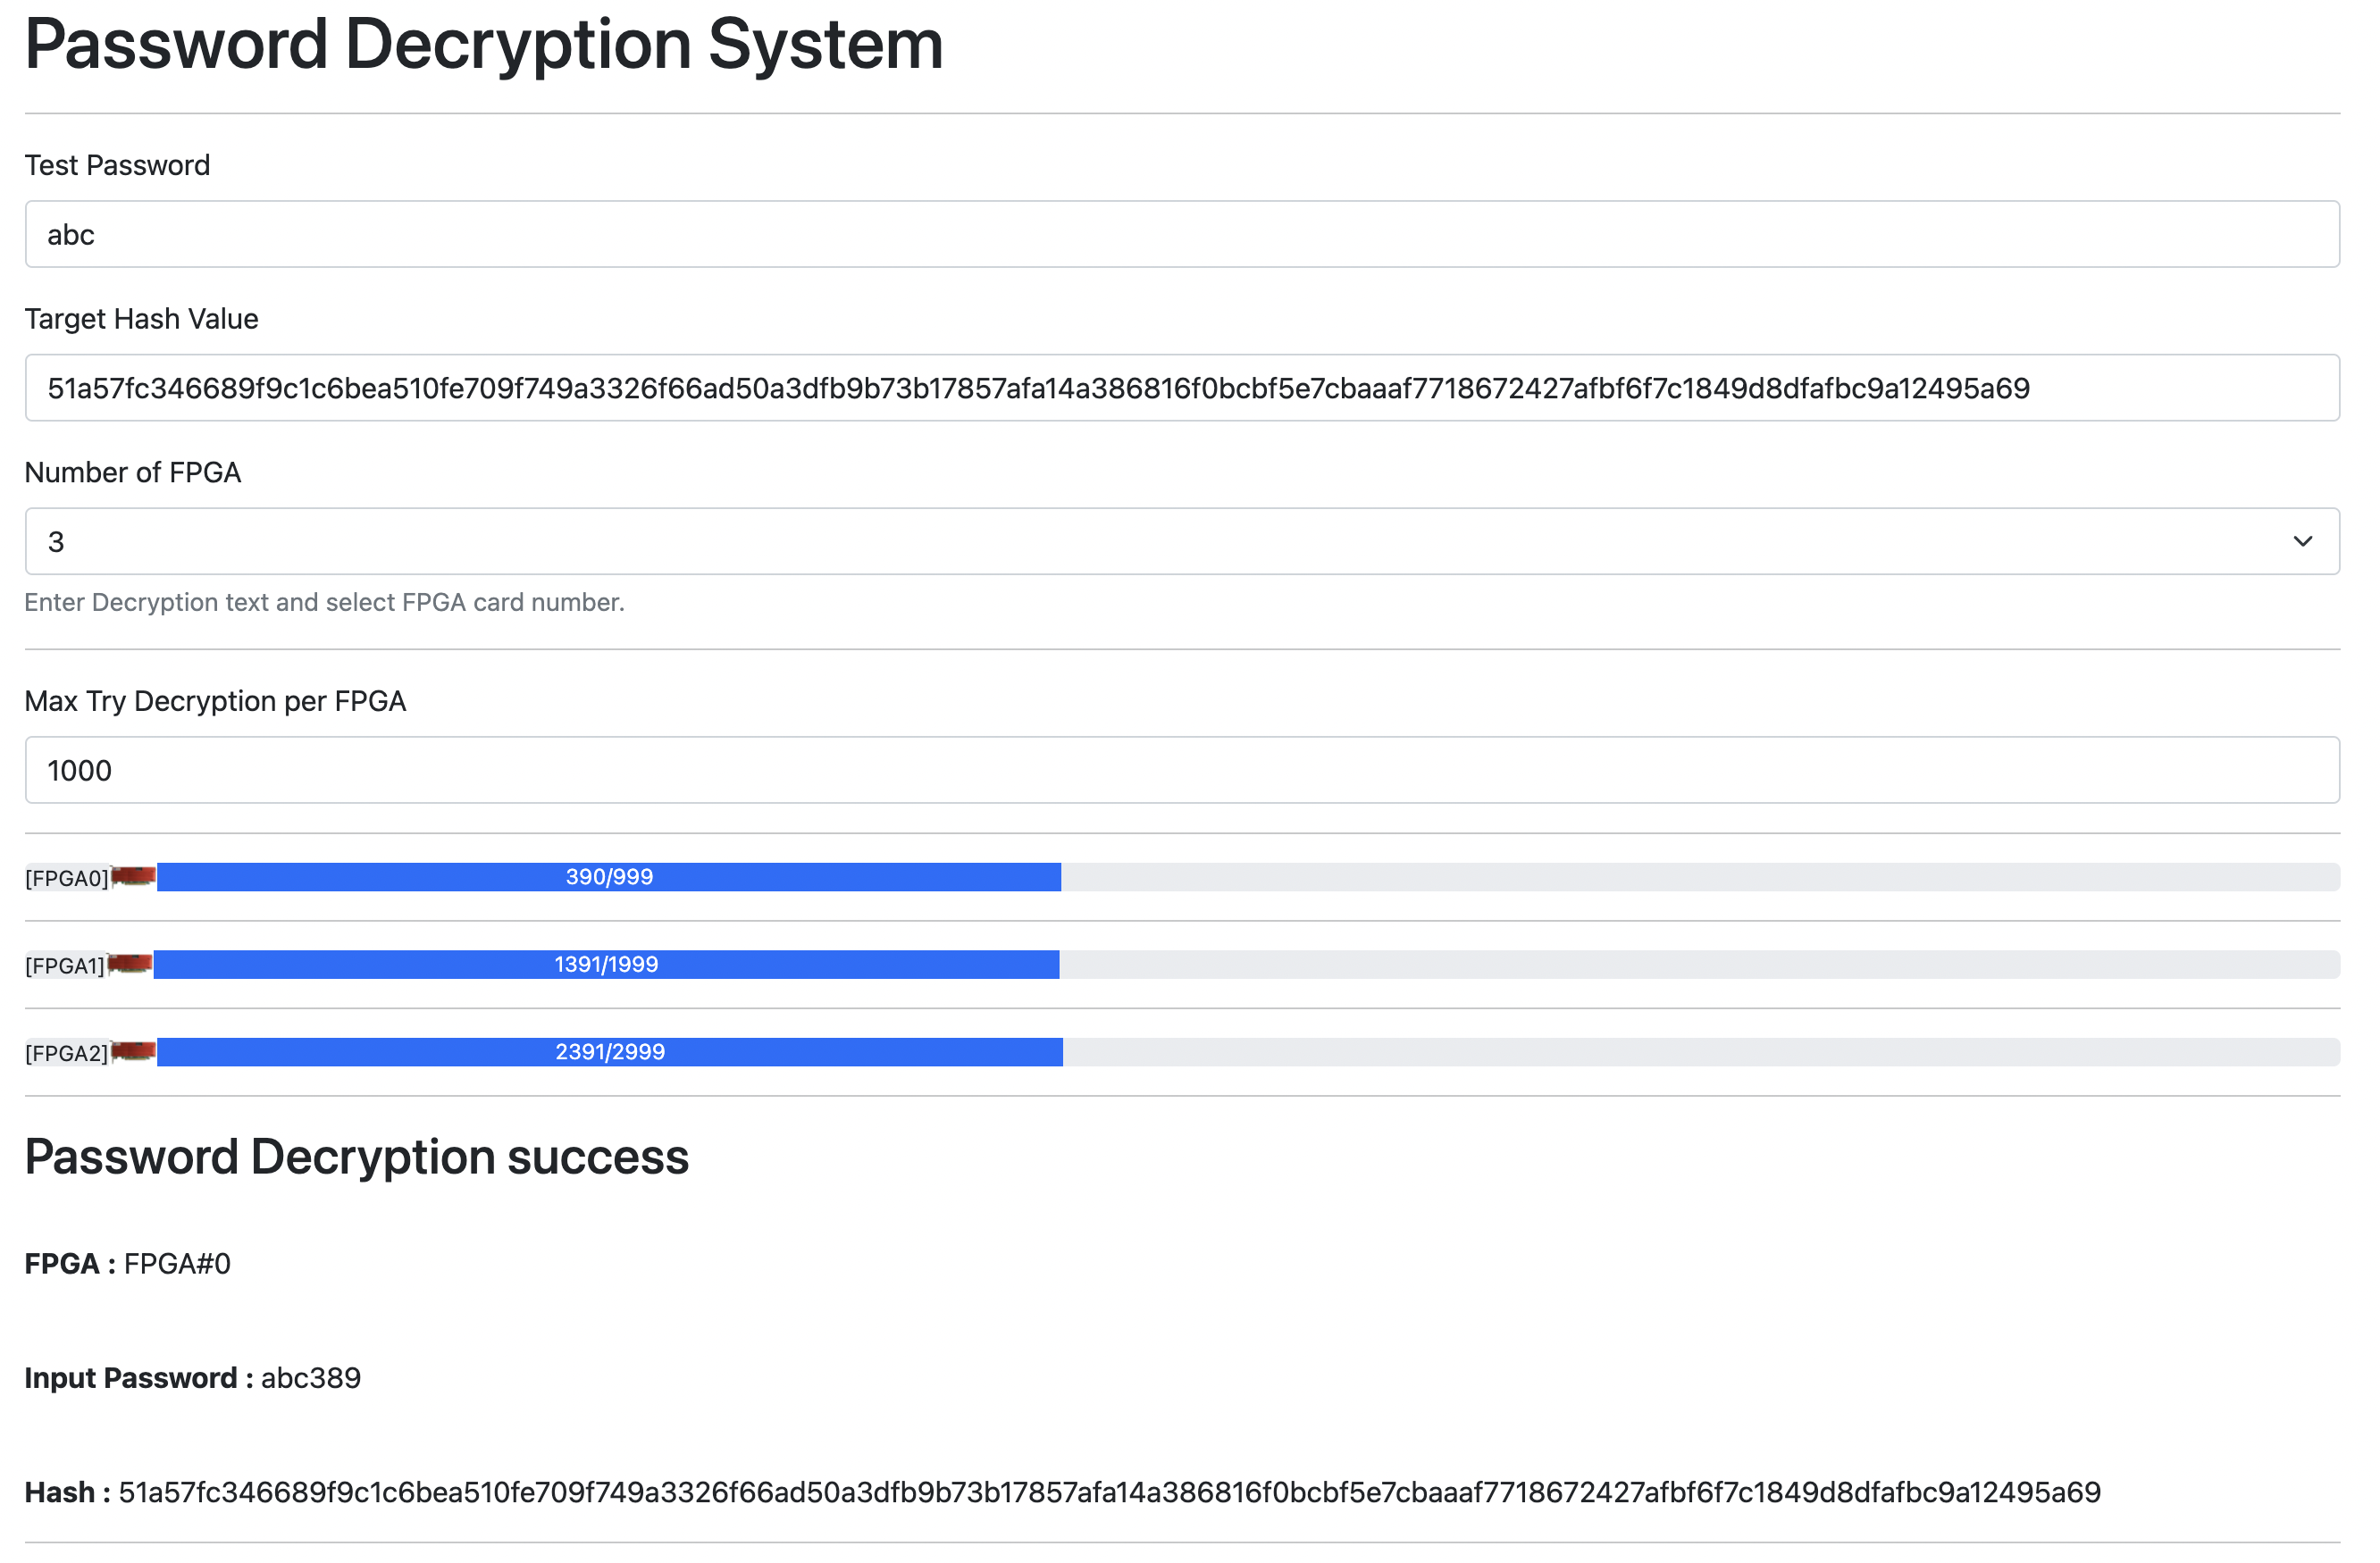 Password Decryption System
Test Password
abc
Target Hash Value
51a57fc346689f9c1c6bea510fe709f749a3326f66ad50a3dfb9b73b17857afa14a386816f0bcbf5e7cbaaaf7718672427afbf6f7c1849d8dfafbc9a12495a69
Number of FPGA
3
Enter Decryption text and select FPGA card number.
Max Try Decryption per FPGA
1000
[FPGA0] 390/999
[FPGA1] 1391/1999
[FPGA2] 2391/2999
Password Decryption success
FPGA : FPGA#0
Input Password : abc389
Hash : 51a57fc346689f9c1c6bea510fe709f749a3326f66ad50a3dfb9b73b17857afa14a386816f0bcbf5e7cbaaaf7718672427afbf6f7c1849d8dfafbc9a12495a69